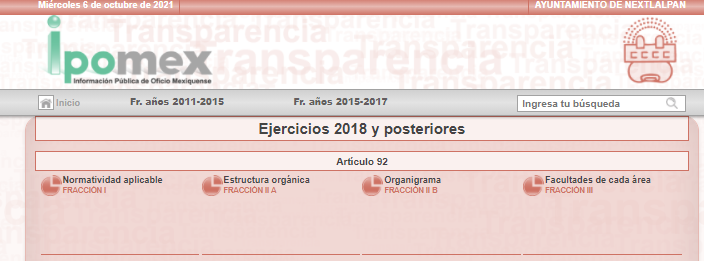 Miércoles 6 de octubre de 2021
AYUNTAMIENTO DE NEXTLALPAN
Transparencia
ipomex
Información Pública de Oficio Mexiquense
Inicio
Fr. años 2011-2015
Fr. años 2015-2017
Ingresa tu búsqueda
Ejercicios 2018 y posteriores
Artículo 92
Normatividad aplicable
FRACCIÓN I
Estructura orgánica
FRACCIÓN II A
Organigrama
FRACCIÓN II B
Facultades de cada área
FRACCIÓN III